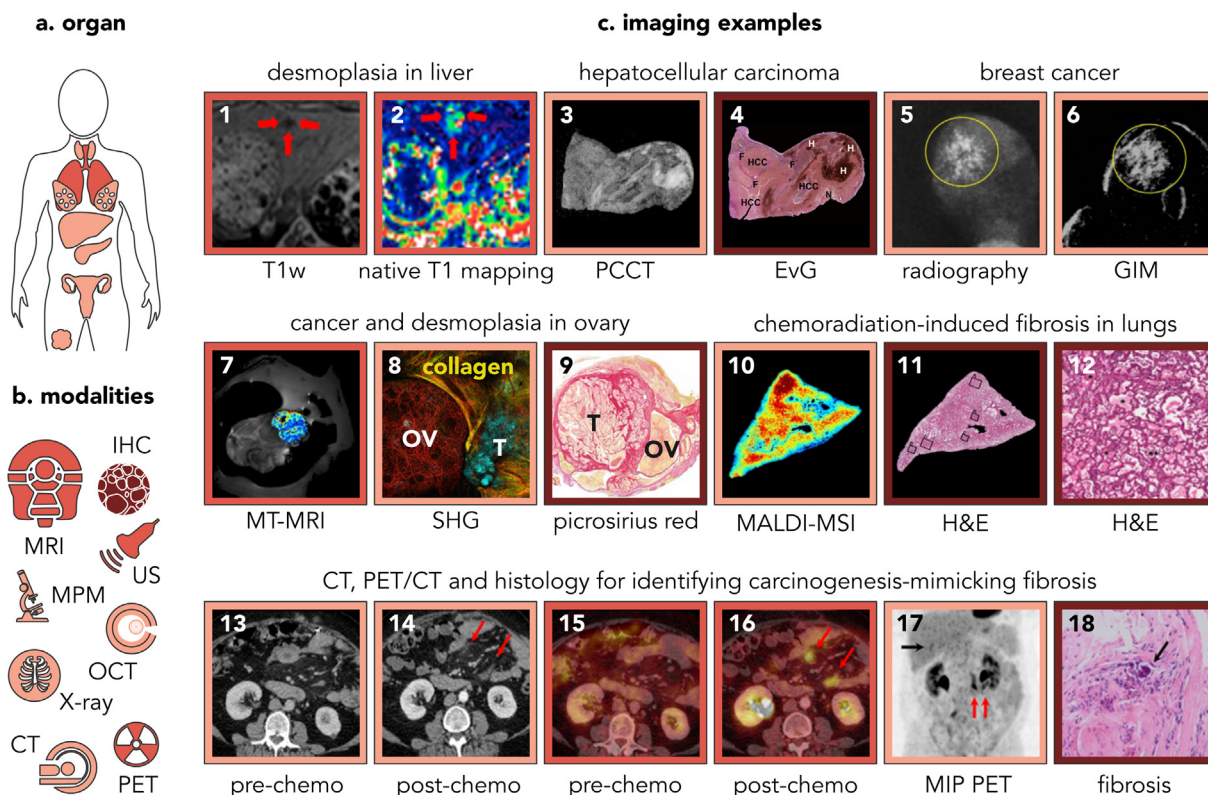 a. organ
c. imaging examples
desmoplasia in liver
hepatocellular carcinoma
breast cancer
1
2
3
4
H
H
F
HCC
F
H
HCC
F
N
HCC
5
6
T1w
native T1 mapping
PCCT
EvG
radiography
GIM
cancer and desmoplasia in ovary
chemoradiation-induced fibrosis in lungs
7
8
collagen
OV
T
9
T
OV
10
11
12
MT-MRI
SHG
picrosirius red
MALDI-MSI
H&E
H&E
b. modalities
IHC
MRI
US
MPM
OCT
X-ray
CT
PET
CT, PET/CT and histology for identifying carcinogenesis-mimicking fibrosis
13
14
15
16
17
18
pre-chemo
post-chemo
pre-chemo
post-chemo
MIP PET
fibrosis